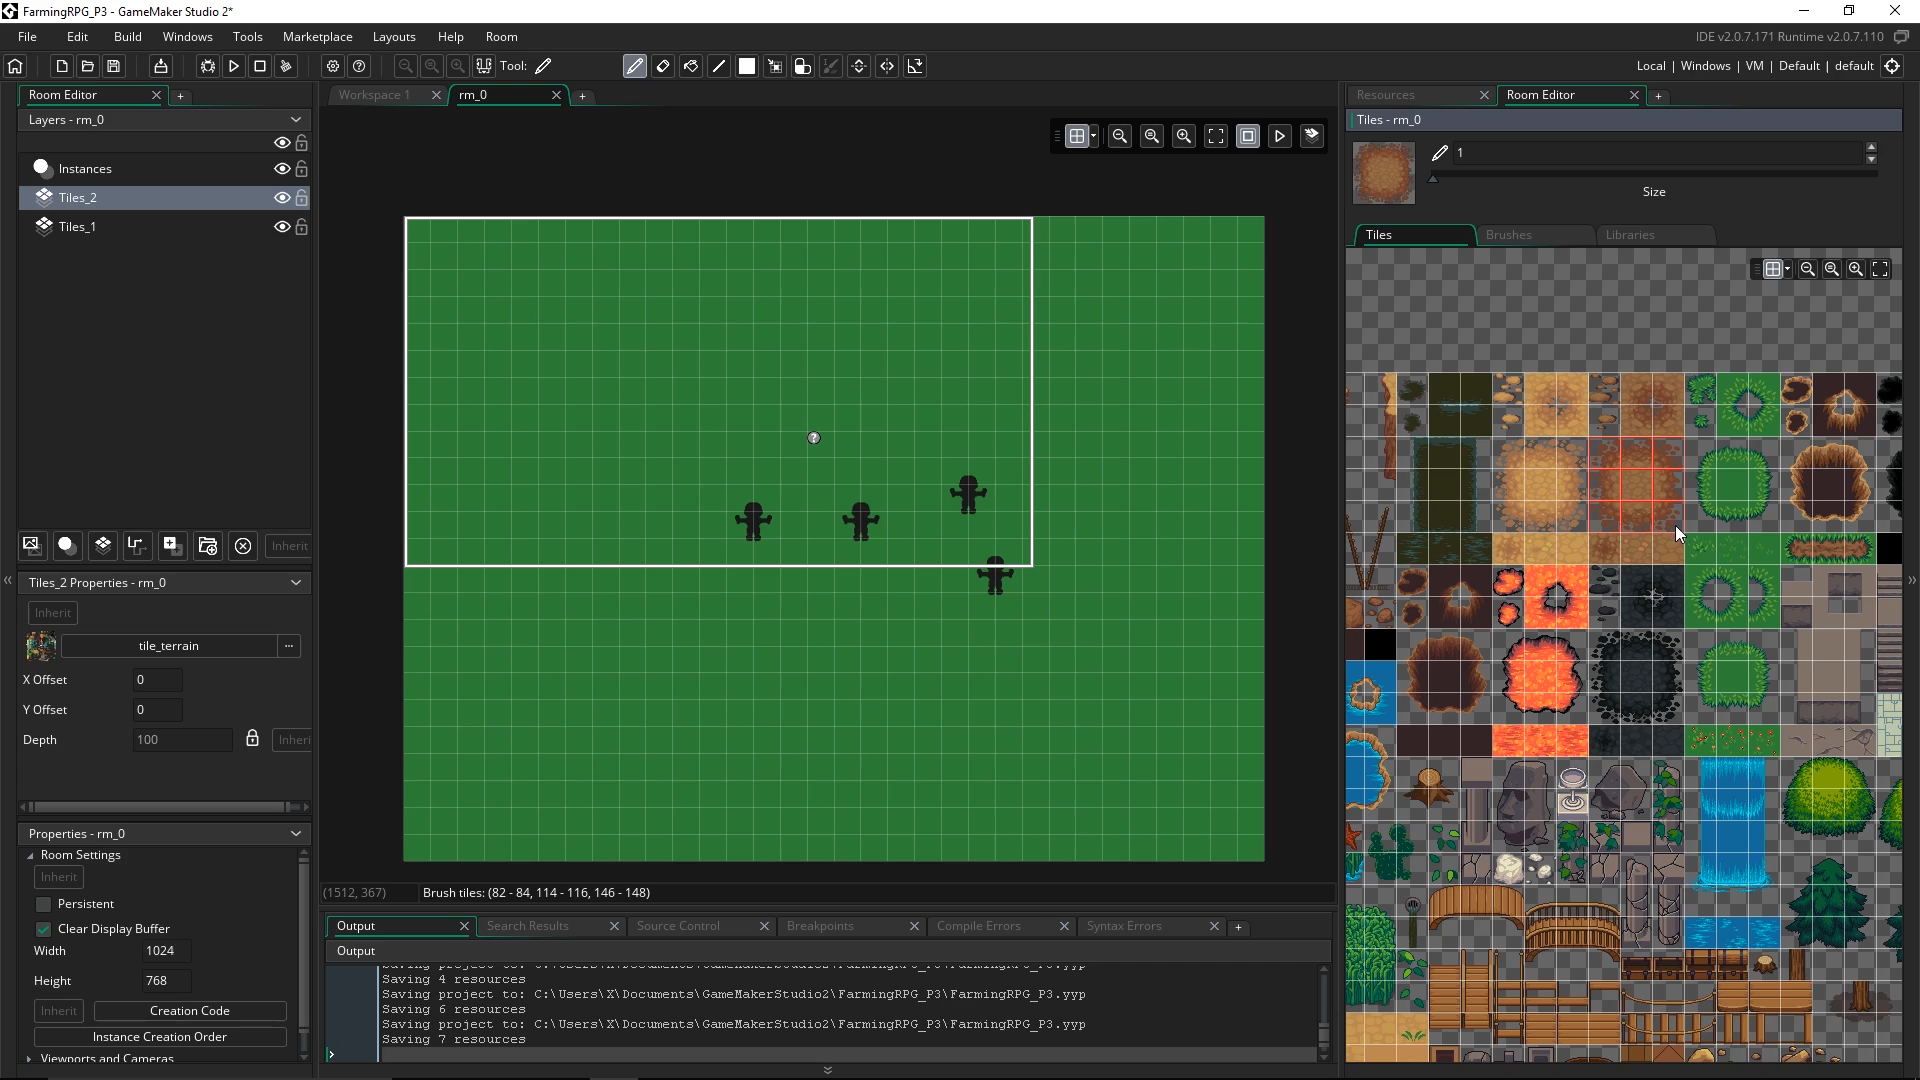 FarmingRPG_P3 - GameMaker Studio 2*
File Edit Build Windows Tools Marketplace Layouts Help Room
IDE v2.0.7.171 Runtime v2.0.7.110
Tool:
Local | Windows | VM | Default | default
Room Editor
Workspace 1
rm_0
Resources
Room Editor
Layers - rm_0
Tiles - rm_0
Instances
1
Size
Tiles_2
Tiles_1
Tiles
Brushes
Libraries
Inherit
Tiles_2 Properties - rm_0
Inherit
tile_terrain
...
X Offset 0
Y Offset 0
Depth 100
Inheri
Properties - rm_0
Room Settings
Inherit
Persistent
Clear Display Buffer
Width 1024
Height 768
Inherit
Creation Code
Instance Creation Order
Viewports and Cameras
(1512, 367)
Brush tiles: (82 - 84, 114 - 116, 146 - 148)
Output
Search Results
Source Control
Breakpoints
Compile Errors
Syntax Errors
Output
Saving 4 resources
Saving project to: C:\Users\X\Documents\GameMakerStudio2\FarmingRPG_P3\FarmingRPG_P3.yyp
Saving 6 resources
Saving project to: C:\Users\X\Documents\GameMakerStudio2\FarmingRPG_P3\FarmingRPG_P3.yyp
Saving 7 resources